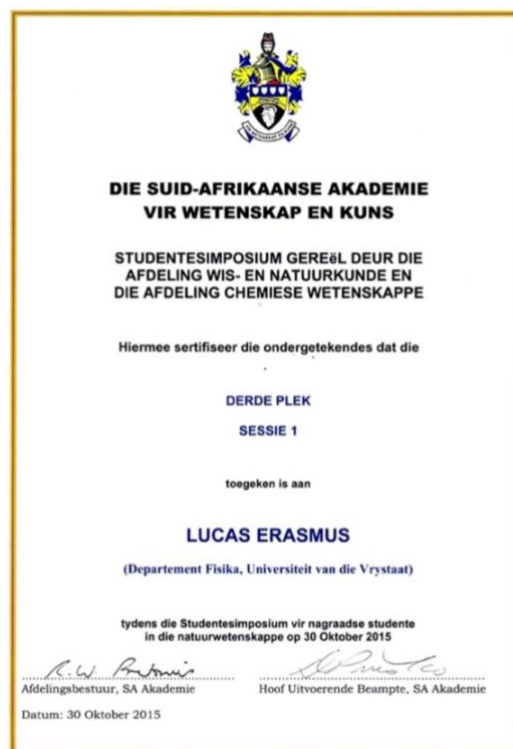 DIE SUID-AFRIKAANSE AKADEMIE
VIR WETENSKAP EN KUNS
STUDENTESIMPOSIUM GEREëL DEUR DIE
AFDELING WIS- EN NATUURKUNDE EN
DIE AFDELING CHEMIESE WETENSKAPPE
Hiermee sertifiseer die ondergetekendes dat die
DERDE PLEK
SESSIE 1
toegeken is aan
LUCAS ERASMUS
(Departement Fisika, Universiteit van die Vrystaat)
tydens die Studentesimposium vir nagraadse studente
in die natuurwetenskappe op 30 Oktober 2015
Afdelingsbestuur, SA Akademie
Hoof Uitvoerende Beampte, SA Akademie
Datum: 30 Oktober 2015